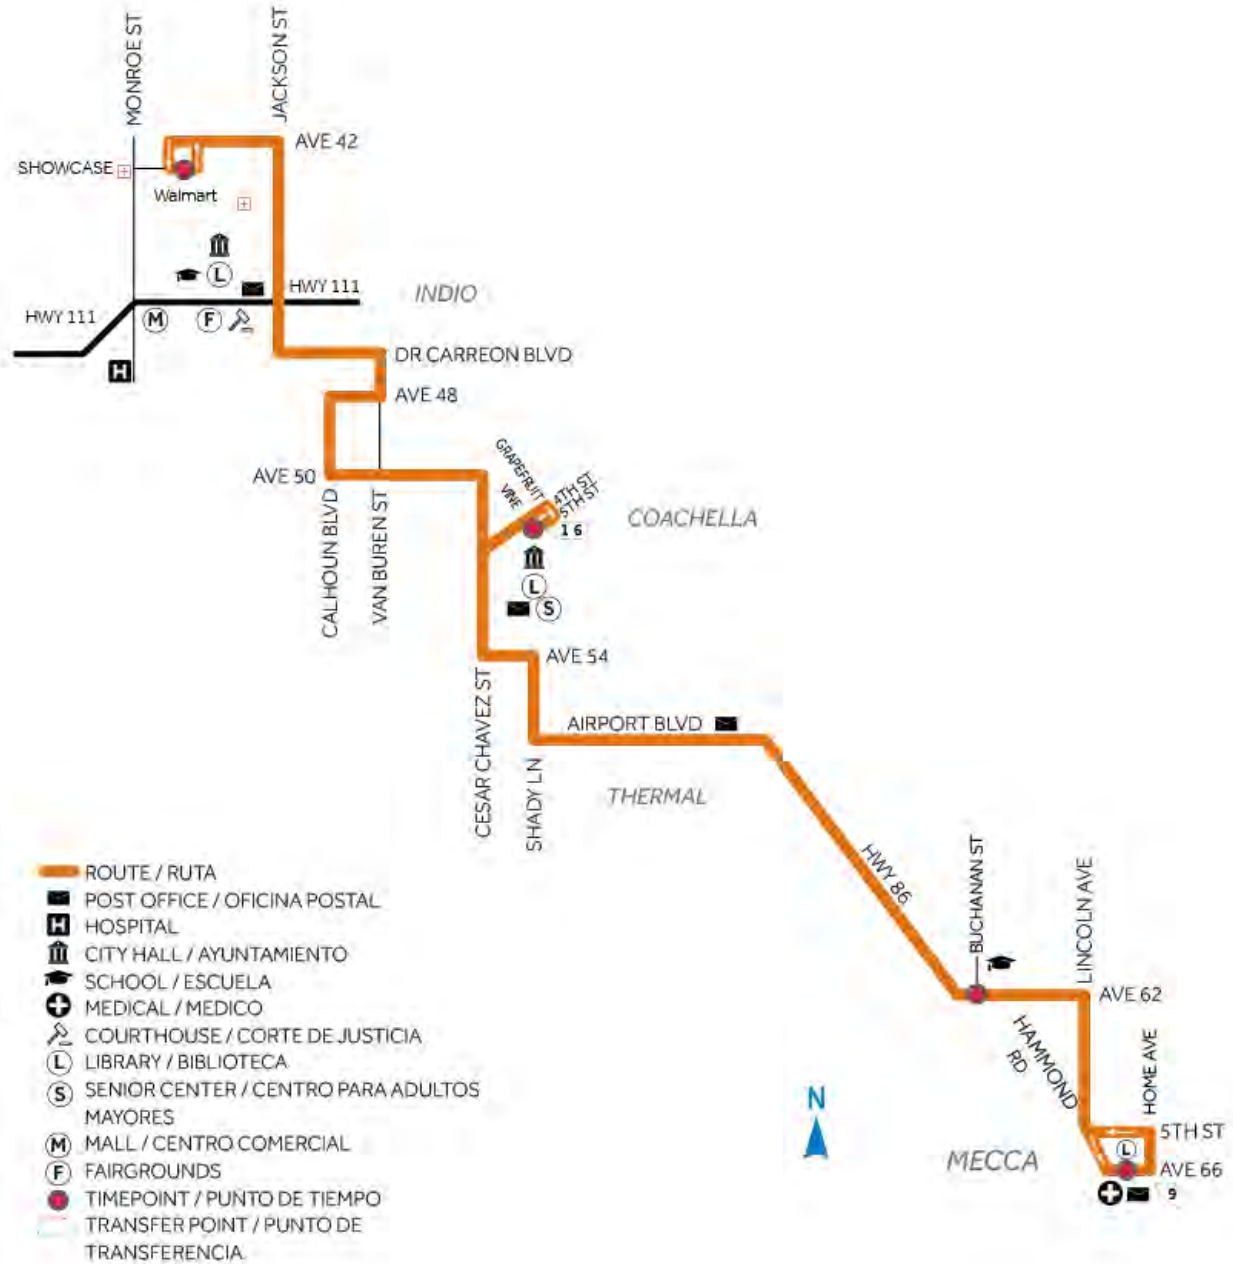 MONROE ST
JACKSON ST
AVE 42
SHOWCASE
Walmart
L
HWY 111
INDIO
HWY 111
M
F
H
DR CARREON BLVD
AVE 48
AVE 50
GRAPEFRUIT
VINE
4TH ST
5TH ST
1 6
COACHELLA
CALHOUN BLVD
VAN BUREN ST
L
S
AVE 54
CESAR CHAVEZ ST
SHADY LN
AIRPORT BLVD
THERMAL
HWY 86
BUCHANAN ST
LINCOLN AVE
AVE 62
HAMMOND
RD
HOME AVE
5TH ST
L
AVE 66
9
MECCA
N
ROUTE / RUTA
POST OFFICE / OFICINA POSTAL
H HOSPITAL
CITY HALL / AYUNTAMIENTO
SCHOOL / ESCUELA
MEDICAL / MEDICO
COURTHOUSE / CORTE DE JUSTICIA
L LIBRARY / BIBLIOTECA
S SENIOR CENTER / CENTRO PARA ADULTOS
MAYORES
M MALL / CENTRO COMERCIAL
F FAIRGROUNDS
TIMEPOINT / PUNTO DE TIEMPO
TRANSFER POINT / PUNTO DE
TRANSFERENCIA